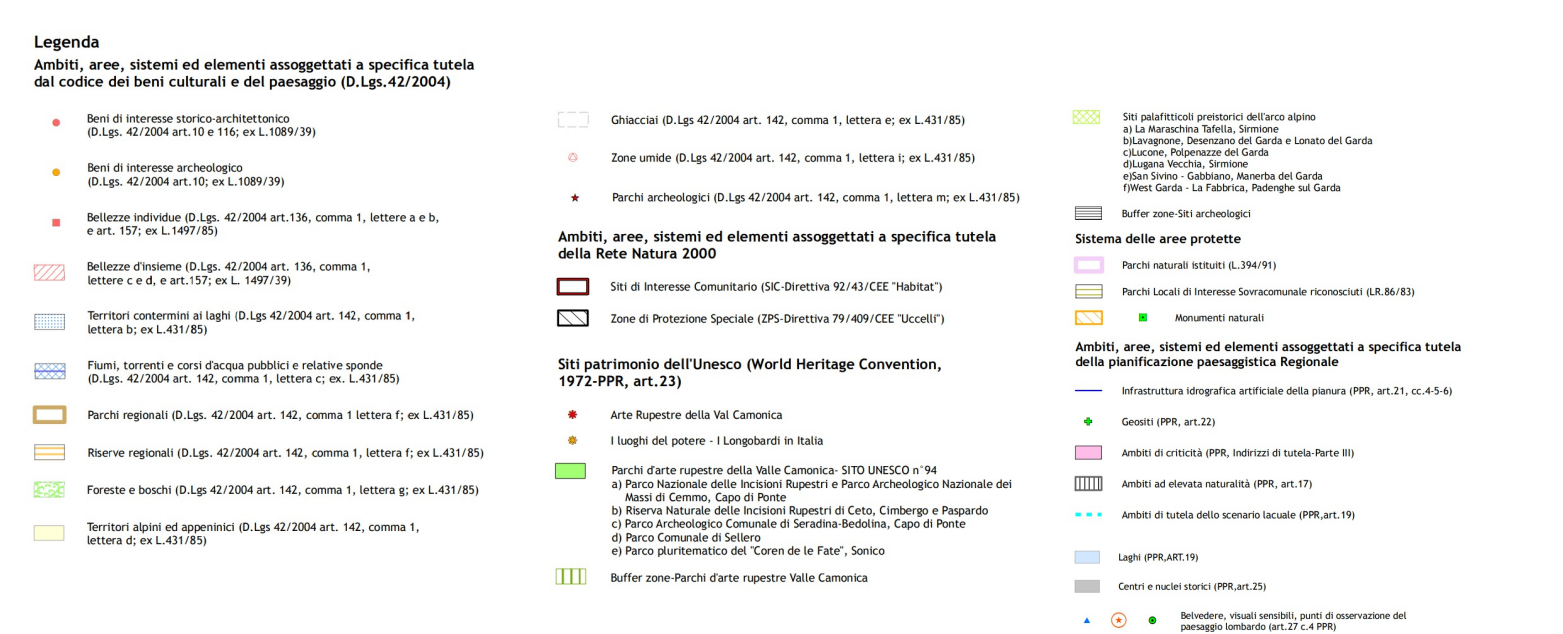 Legenda
Ambiti, aree, sistemi ed elementi assoggettati a specifica tutela
dal codice dei beni culturali e del paesaggio (D.Lgs.42/2004)
Beni di interesse storico-architettonico
(D.Lgs. 42/2004 art.10 e 116; ex L.1089/39)
Beni di interesse archeologico
(D.Lgs. 42/2004 art.10; ex L.1089/39)
Bellezze individue (D.Lgs. 42/2004 art.136, comma 1, lettere a e b,
e art. 157; ex L.1497/85)
Bellezze d'insieme (D.Lgs. 42/2004 art. 136, comma 1,
lettere c e d, e art.157; ex L. 1497/39)
Territori contermini ai laghi (D.Lgs. 42/2004 art. 142, comma 1,
lettera b; ex L.431/85)
Fiumi, torrenti e corsi d'acqua pubblici e relative sponde
(D.Lgs. 42/2004 art. 142, comma 1, lettera c; ex. L.431/85)
Parchi regionali (D.Lgs. 42/2004 art. 142, comma 1 lettera f; ex L.431/85)
Riserve regionali (D.Lgs. 42/2004 art. 142, comma 1, lettera f; ex L.431/85)
Foreste e boschi (D.Lgs. 42/2004 art. 142, comma 1, lettera g; ex L.431/85)
Territori alpini ed appeninici (D.Lgs 42/2004 art. 142, comma 1,
lettera d; ex L.431/85)
Ghiacciai (D.Lgs 42/2004 art. 142, comma 1, lettera e; ex L.431/85)
Zone umide (D.Lgs 42/2004 art. 142, comma 1, lettera i; ex L.431/85)
Parchi archeologici (D.Lgs 42/2004 art. 142, comma 1, lettera m; ex L.431/85)
Ambiti, aree, sistemi ed elementi assoggettati a specifica tutela
della Rete Natura 2000
Siti di Interesse Comunitario (SIC-Direttiva 92/43/CEE "Habitat")
Zone di Protezione Speciale (ZPS-Direttiva 79/409/CEE "Uccelli")
Siti patrimonio dell'Unesco (World Heritage Convention,
1972-PPR, art.23)
Arte Rupestre della Val Camonica
I luoghi del potere - I Longobardi in Italia
Parchi d'arte rupestre della Valle Camonica- SITO UNESCO n°94
a) Parco Nazionale delle Incisioni Rupestri e Parco Archeologico Nazionale dei
Massi di Cemmo, Capo di Ponte
b) Riserva Naturale delle Incisioni Rupestri di Ceto, Cimbergo e Paspardo
c) Parco Archeologico Comunale di Seradina-Bedolina, Capo di Ponte
d) Parco Comunale di Sellero
e) Parco pluritematico del "Coren de le Fate", Sonico
Buffer zone-Parchi d'arte rupestre Valle Camonica
Siti palafitticoli preistorici dell'arco alpino
a) La Maraschina Tafella, Sirmione
b)Lavagnone, Desenzano del Garda e Lonato del Garda
c)Lucone, Polpenazze del Garda
d)Lugana Vecchia, Sirmione
e)San Sivino - Gabbiano, Manerba del Garda
f)West Garda - La Fabbrica, Padenghe sul Garda
Buffer zone-Siti archeologici
Sistema delle aree protette
Parchi naturali istituiti (L.394/91)
Parchi Locali di Interesse Sovracomunale riconosciuti (LR.86/83)
Monumenti naturali
Ambiti, aree, sistemi ed elementi assoggettati a specifica tutela
della pianificazione paesaggistica Regionale
Infrastruttura idrografica artificiale della pianura (PPR, art.21, cc.4-5-6)
Geositi (PPR, art.22)
Ambiti di criticità (PPR, Indirizzi di tutela-Parte III)
Ambiti ad elevata naturalità (PPR, art.17)
Ambiti di tutela dello scenario lacuale (PPR,art.19)
Laghi (PPR,ART.19)
Centri e nuclei storici (PPR,art.25)
Belvedere, visuali sensibili, punti di osservazione del
paesaggio lombardo (art.27 c.4 PPR)